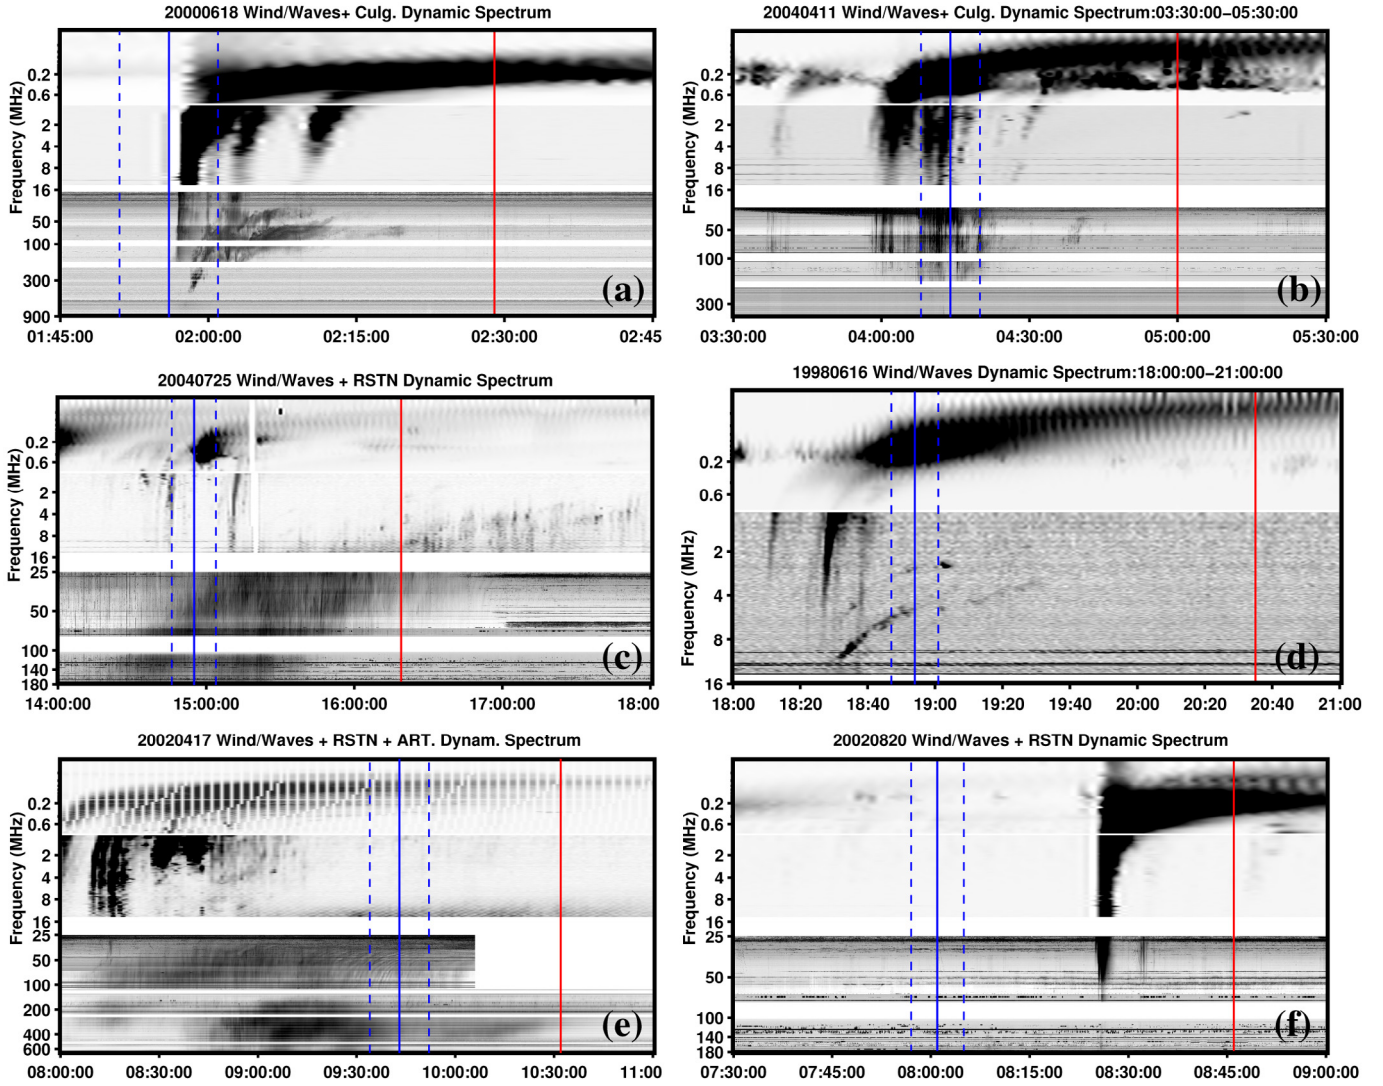 20000618 Wind/Waves+ Culg. Dynamic Spectrum
Frequency (MHz)
0.2
0.6
2
4
8
16
50
100
300
900
(a)
01:45:00 02:00:00 02:15:00 02:30:00 02:45
20040411 Wind/Waves+ Culg. Dynamic Spectrum:03:30:00−05:30:00
Frequency (MHz)
0.2
0.6
2
4
8
16
50
100
300
(b)
03:30:00 04:00:00 04:30:00 05:00:00 05:30:00
20040725 Wind/Waves + RSTN Dynamic Spectrum
Frequency (MHz)
0.2
0.6
2
4
8
16
25
50
100
140
180
(c)
14:00:00 15:00:00 16:00:00 17:00:00 18:00
19980616 Wind/Waves Dynamic Spectrum:18:00:00−21:00:00
Frequency (MHz)
0.2
0.6
2
4
8
16
(d)
18:00 18:20 18:40 19:00 19:20 19:40 20:00 20:20 20:40 21:00
20020417 Wind/Waves + RSTN + ART. Dynam. Spectrum
Frequency (MHz)
0.2
0.6
2
4
8
16
25
50
100
200
400
600
(e)
08:00:00 08:30:00 09:00:00 09:30:00 10:00:00 10:30:00 11:00
20020820 Wind/Waves + RSTN Dynamic Spectrum
Frequency (MHz)
0.2
0.6
2
4
8
16
25
50
100
140
180
(f)
07:30:00 07:45:00 08:00:00 08:15:00 08:30:00 08:45:00 09:00:00